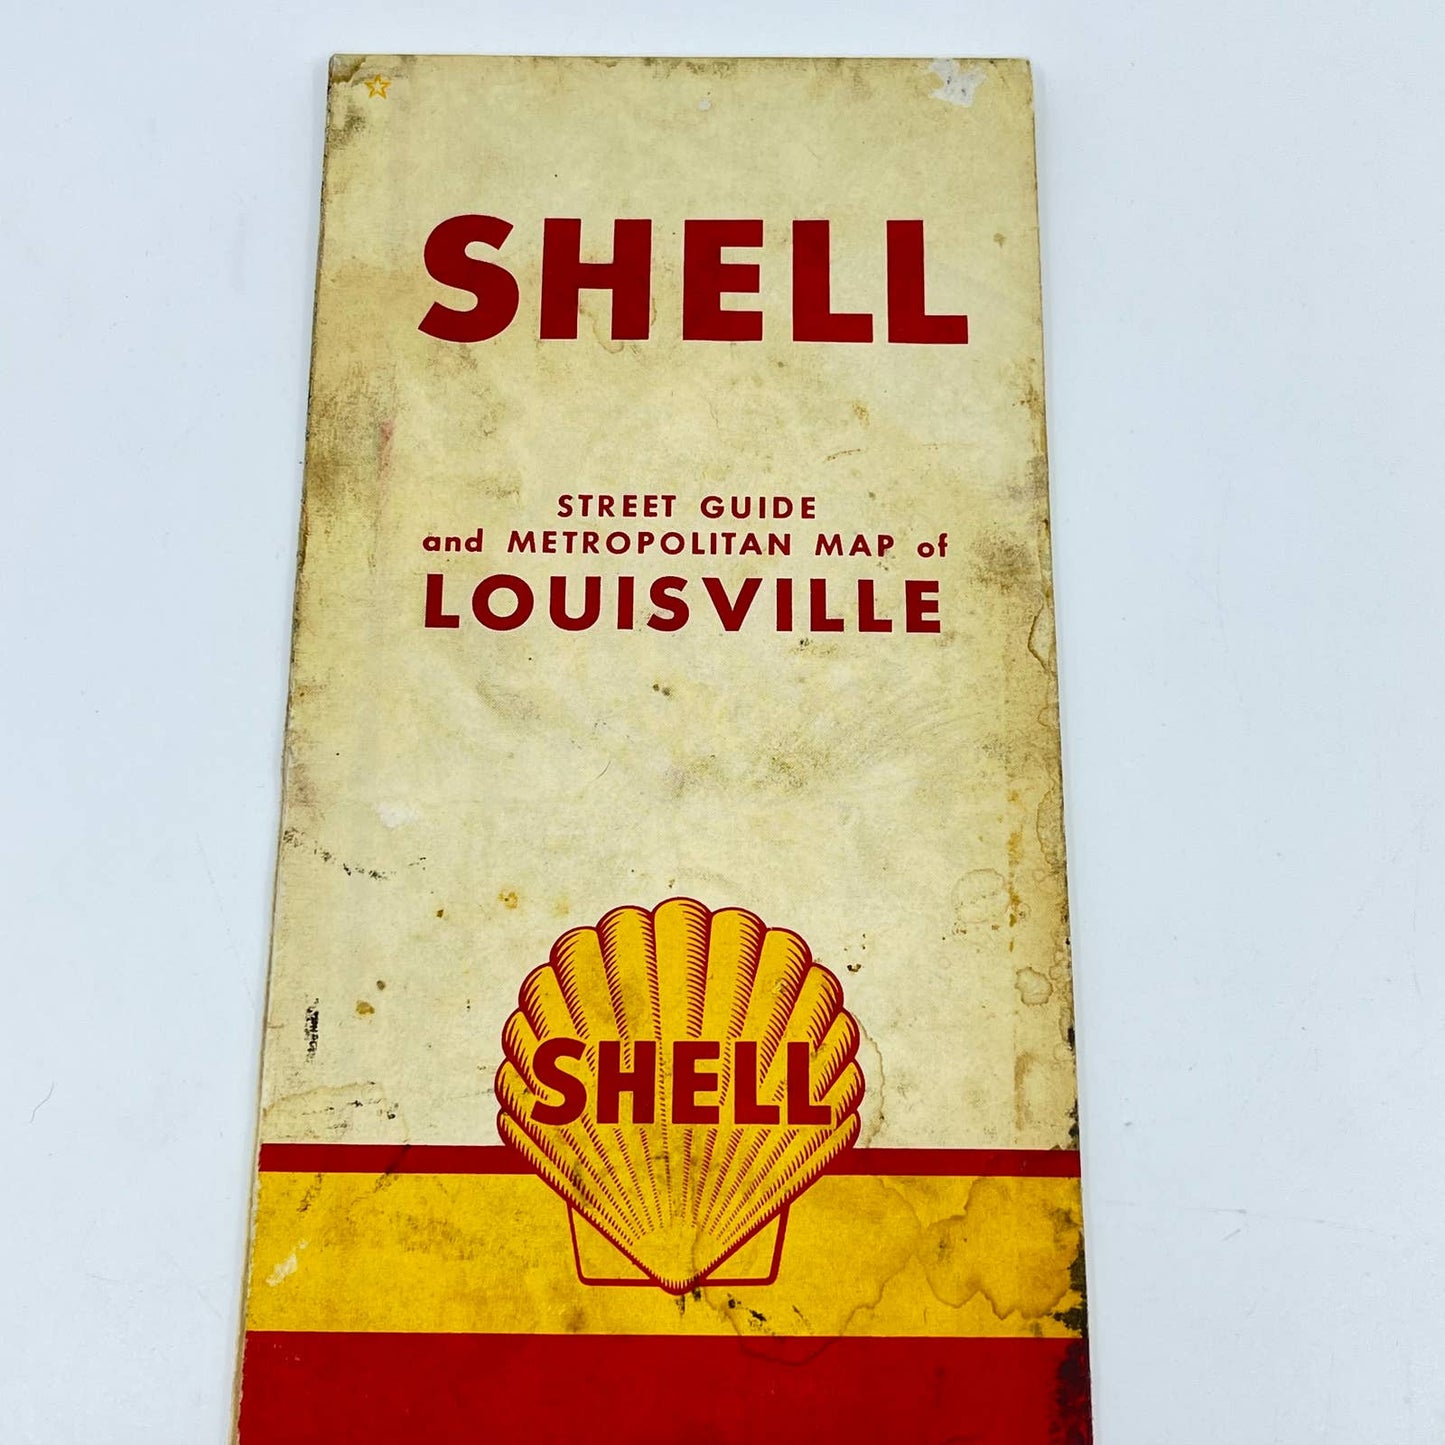 SHELL
STREET GUIDE
and METROPOLITAN MAP of
LOUISVILLE
SHELL